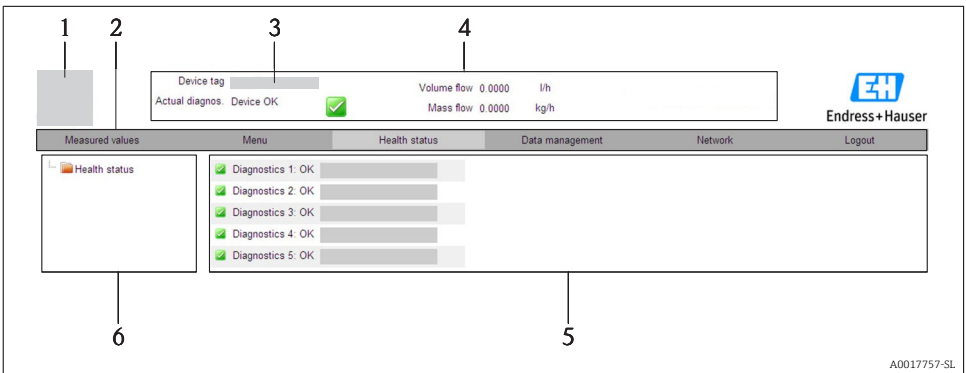 1 2 3 4
Device tag
Volume flow 0.0000 l/h
Actual diagnos. Device OK
Mass flow 0.0000 kg/h
EH
Endress+Hauser
Measured values Menu Health status Data management Network Logout
Health status
Diagnostics 1: OK
Diagnostics 2: OK
Diagnostics 3: OK
Diagnostics 4: OK
Diagnostics 5: OK
6 5
A0017757-SL